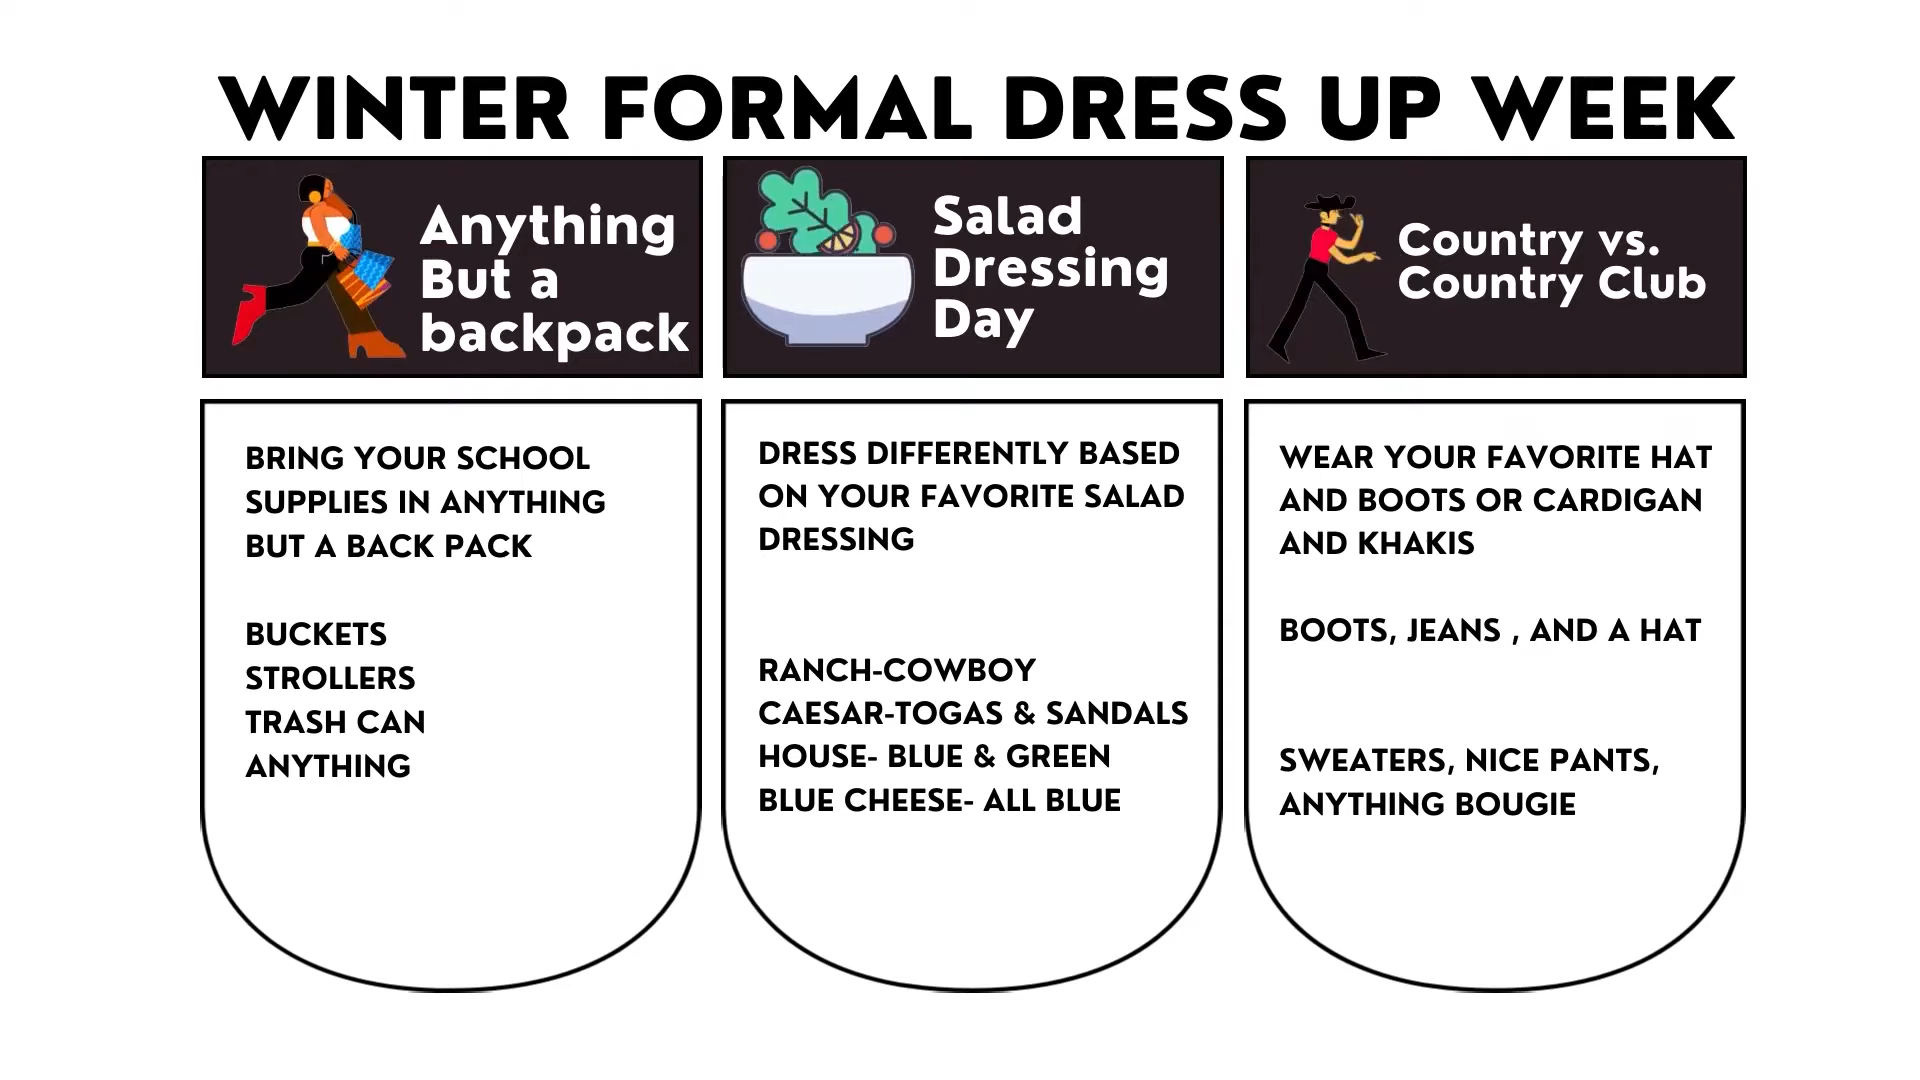 WINTER FORMAL DRESS UP WEEK
Anything
But a
backpack
BRING YOUR SCHOOL
SUPPLIES IN ANYTHING
BUT A BACK PACK
BUCKETS
STROLLERS
TRASH CAN
ANYTHING
Salad
Dressing
Day
DRESS DIFFERENTLY BASED
ON YOUR FAVORITE SALAD
DRESSING
RANCH-COWBOY
CAESAR-TOGAS & SANDALS
HOUSE- BLUE & GREEN
BLUE CHEESE- ALL BLUE
Country vs.
Country Club
WEAR YOUR FAVORITE HAT
AND BOOTS OR CARDIGAN
AND KHAKIS
BOOTS, JEANS , AND A HAT
SWEATERS, NICE PANTS,
ANYTHING BOUGIE